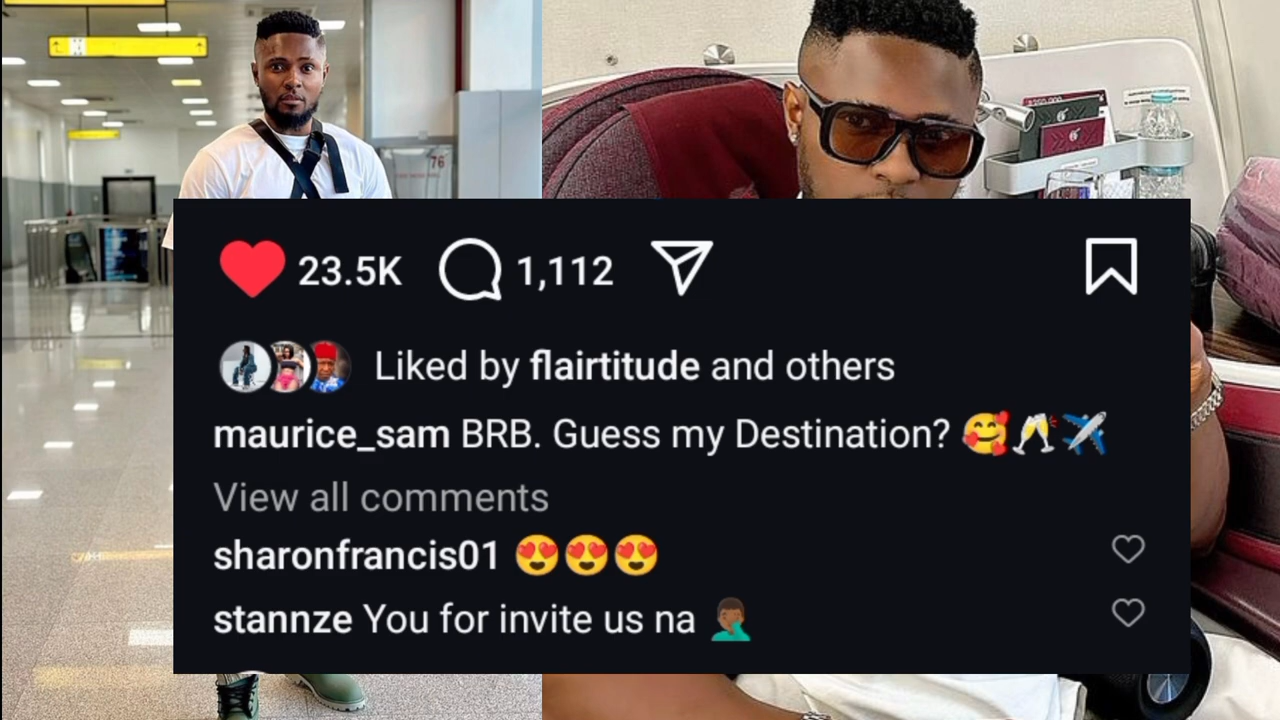 76
23.5K 1,112
Liked by flairtitude and others
maurice_sam BRB. Guess my Destination? 🥰🥂✈️
View all comments
sharonfrancis01 😍😍😍
stannze You for invite us na 🤦🏾‍♂️